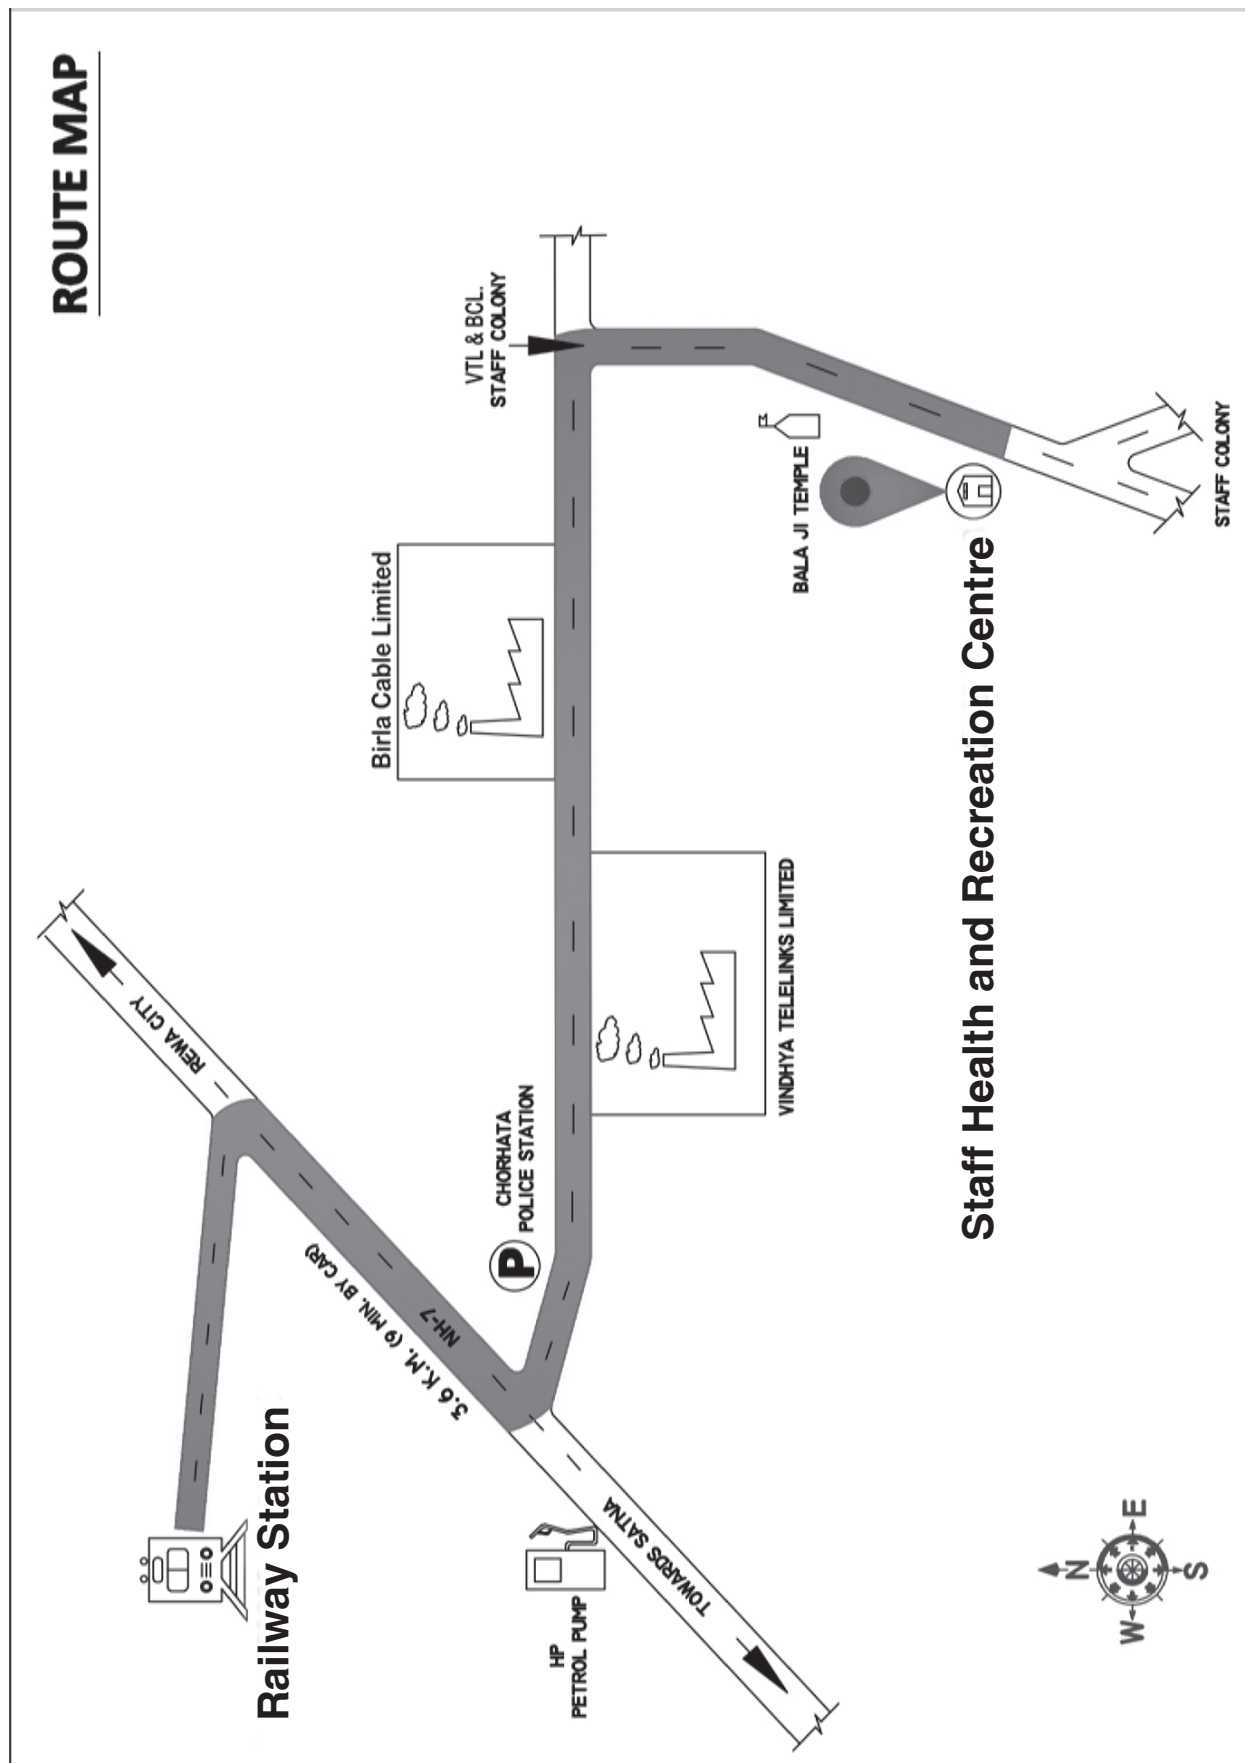 ROUTE MAP
REWA CITY
Railway Station
3.6 K.M. (9 MIN. BY CAR)
NH-7
Birla Cable Limited
VTL & BCL.
STAFF COLONY
CHORHATA
POLICE STATION
P
HP
PETROL PUMP
TOWARDS SATNA
VINDHYA TELELINKS LIMITED
BALA JI TEMPLE
Staff Health and Recreation Centre
STAFF COLONY
N
W
E
S